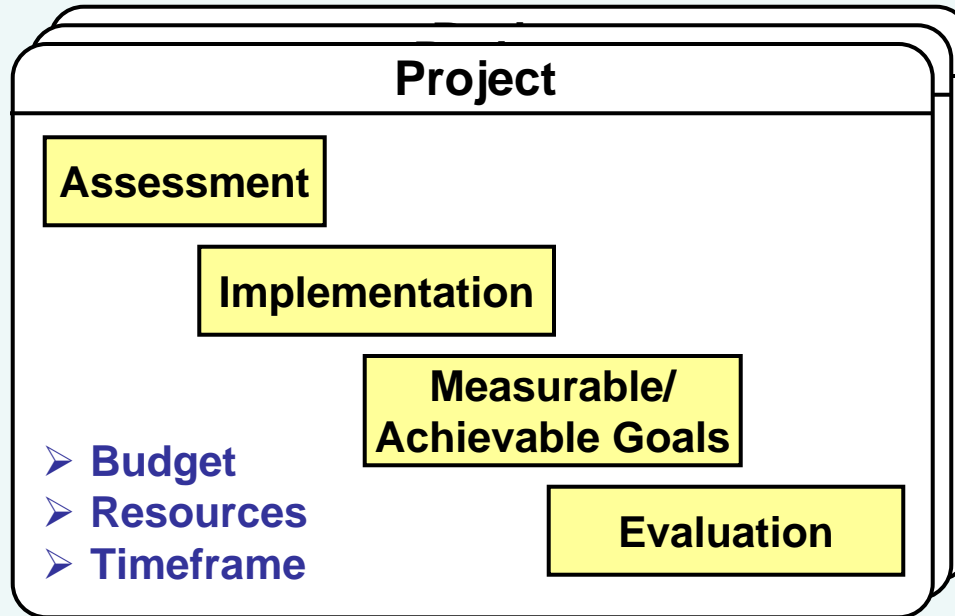 Project
Assessment
Implementation
Measurable/
Achievable Goals
➢ Budget
➢ Resources
➢ Timeframe
Evaluation